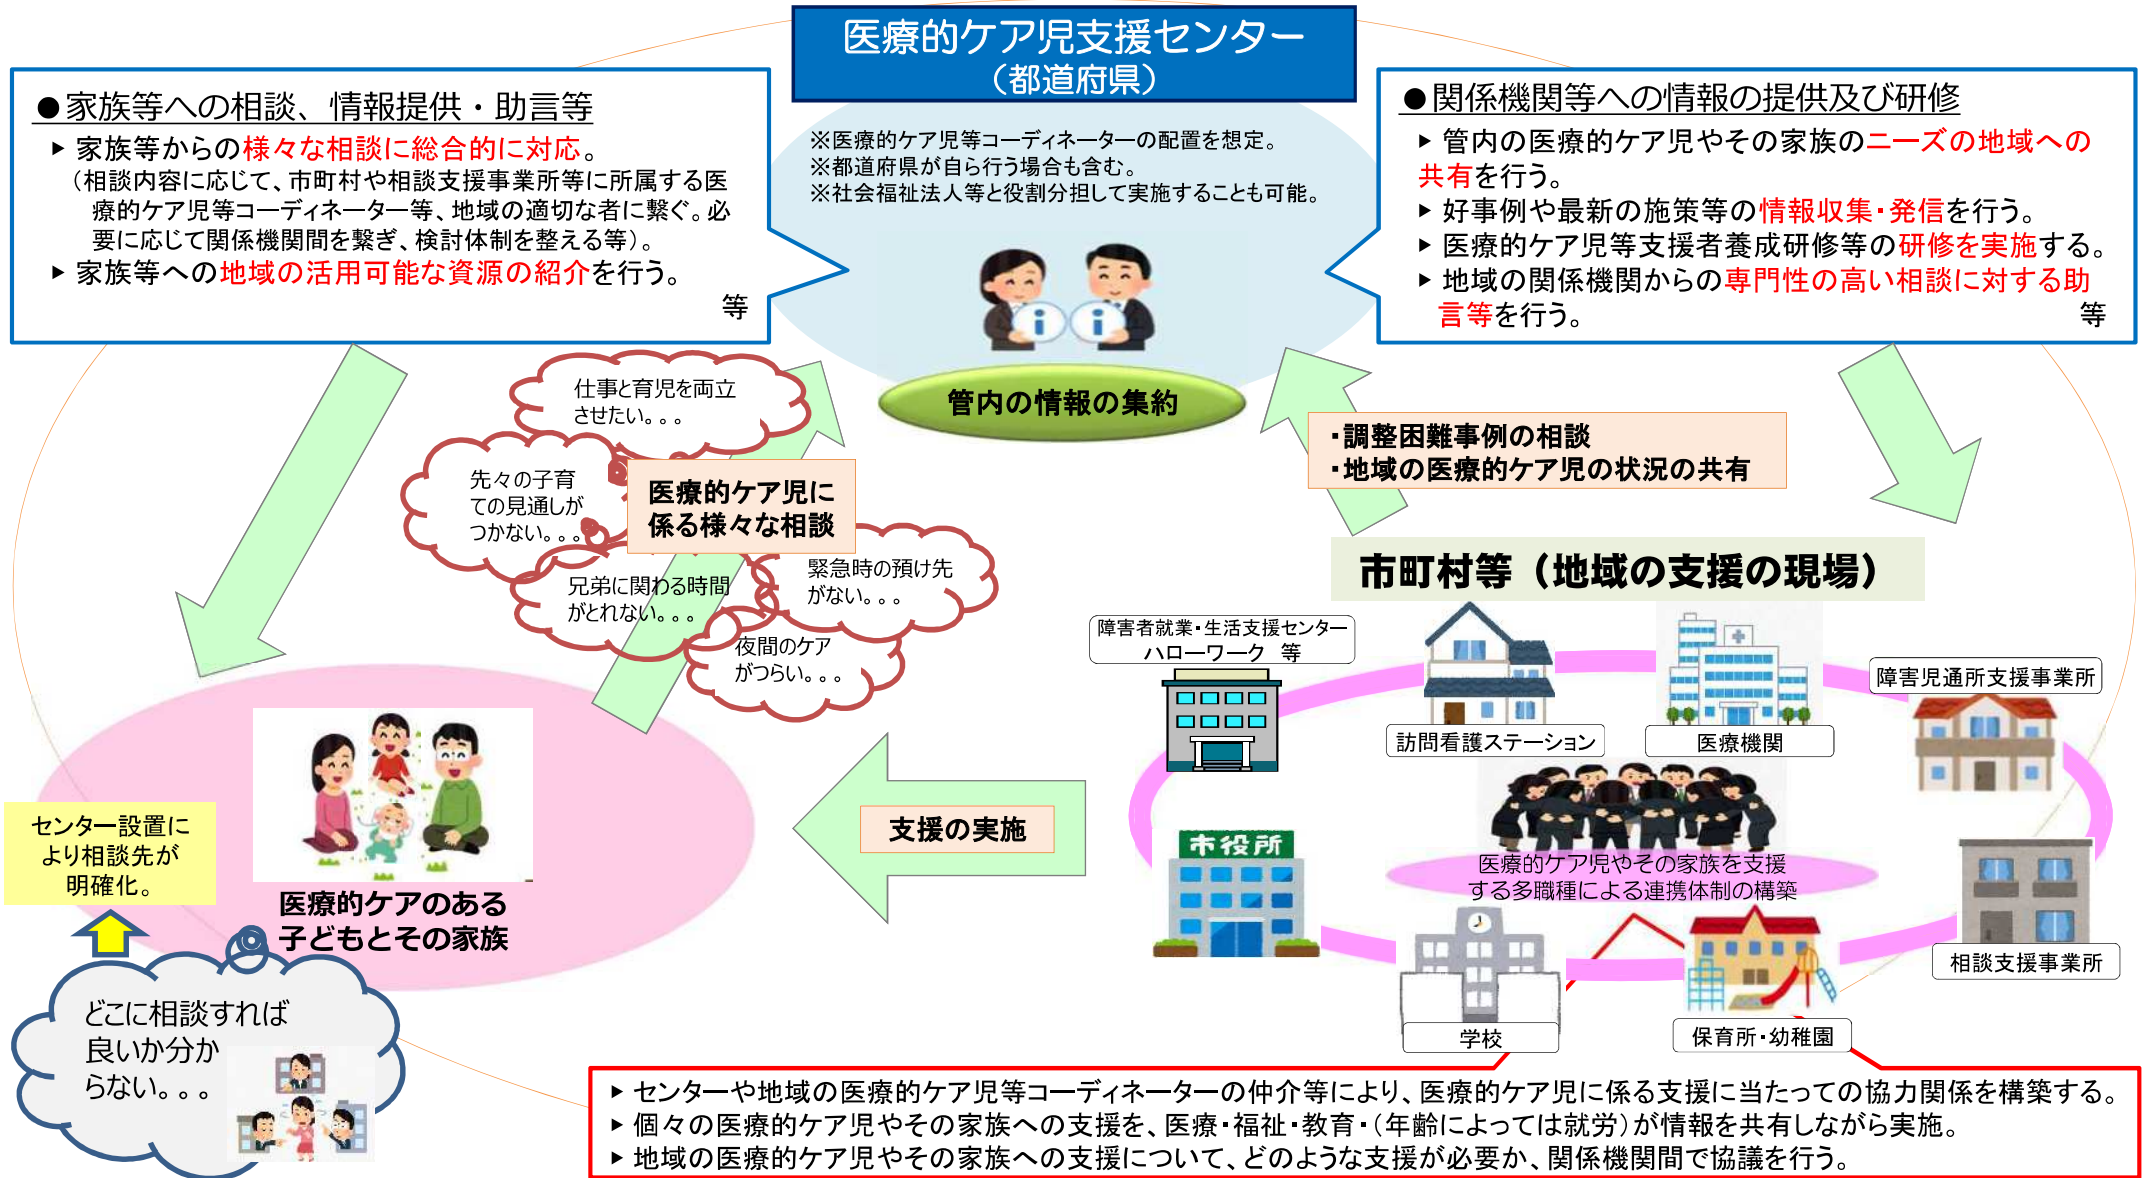 医療的ケア児支援センター
（都道府県）
●家族等への相談、情報提供・助言等
▶ 家族等からの様々な相談に総合的に対応。
（相談内容に応じて、市町村や相談支援事業所等に所属する医
療的ケア児等コーディネーター等、地域の適切な者に繋ぐ。必
要に応じて関係機関間を繋ぎ、検討体制を整える等）。
▶ 家族等への地域の活用可能な資源の紹介を行う。
等
※医療的ケア児等コーディネーターの配置を想定。
※都道府県が自ら行う場合も含む。
※社会福祉法人等と役割分担して実施することも可能。
●関係機関等への情報の提供及び研修
▶ 管内の医療的ケア児やその家族のニーズの地域への
共有を行う。
▶ 好事例や最新の施策等の情報収集・発信を行う。
▶ 医療的ケア児等支援者養成研修等の研修を実施する。
▶ 地域の関係機関からの専門性の高い相談に対する助
言等を行う。
等
管内の情報の集約
仕事と育児を両立
させたい。。。
先々の子育
ての見通しが
つかない。。。
医療的ケア児に
係る様々な相談
兄弟に関わる時間
がとれない。。。
緊急時の預け先
がない。。。
夜間のケア
がつらい。。。
・調整困難事例の相談
・地域の医療的ケア児の状況の共有
市町村等（地域の支援の現場）
障害者就業・生活支援センター
ハローワーク 等
訪問看護ステーション
医療機関
障害児通所支援事業所
市役所
医療的ケア児やその家族を支援
する多職種による連携体制の構築
相談支援事業所
学校
保育所・幼稚園
支援の実施
医療的ケアのある
子どもとその家族
センター設置に
より相談先が
明確化。
どこに相談すれば
良いか分か
らない。。。
▶ センターや地域の医療的ケア児等コーディネーターの仲介等により、医療的ケア児に係る支援に当たっての協力関係を構築する。
▶ 個々の医療的ケア児やその家族への支援を、医療・福祉・教育・（年齢によっては就労）が情報を共有しながら実施。
▶ 地域の医療的ケア児やその家族への支援について、どのような支援が必要か、関係機関間で協議を行う。